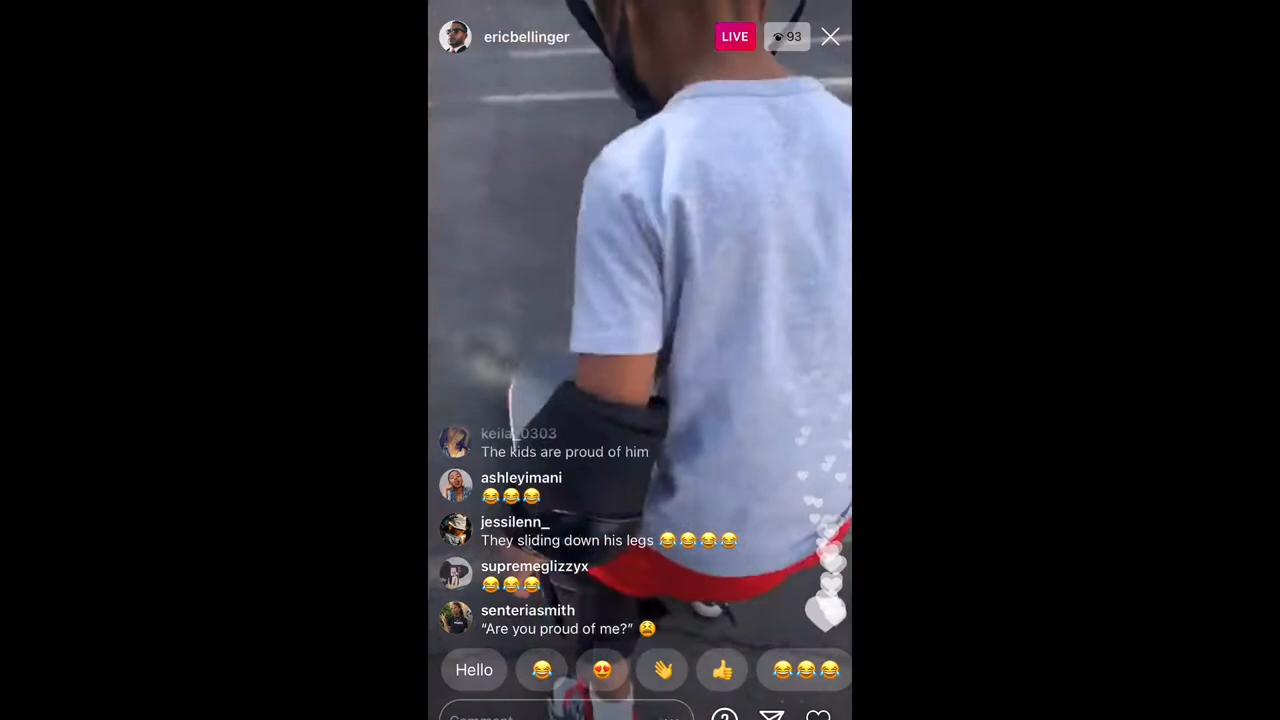 ericbellinger
LIVE
93
keila_0303
The kids are proud of him
ashleyimani
😂😂😂
jessilenn_
They sliding down his legs 😂😂😂😂
supremeglizzyx
😂😂😂
senteriasmith
“Are you proud of me?” 😫
Hello 😂 😍 👋 👍 😂😂😂
Comment